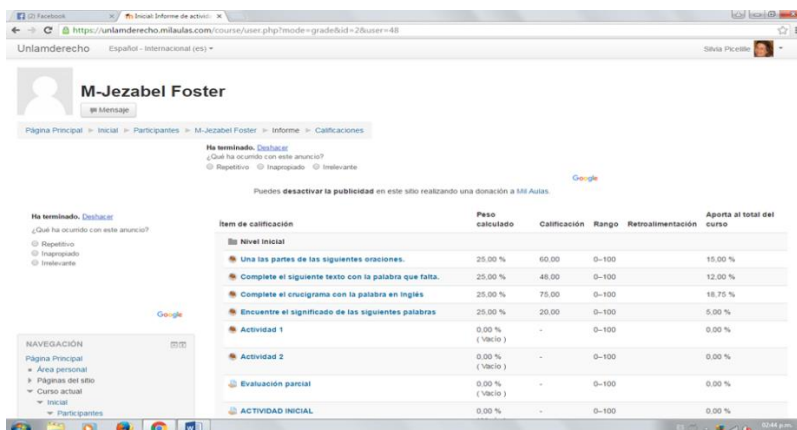 (2) Facebook
Inicial: Informe de activid
https://unlamderecho.milaulas.com/course/user.php?mode=grade&id=2&user=48
Unlamderecho Español - Internacional (es)
M-Jezabel Foster
Mensaje
Página Principal Inicial Participantes M-Jezabel Foster Informe Calificaciones
Ha terminado. Deshacer
¿Qué ha ocurrido con este anuncio?
Repetitivo Inapropiado Irrelevante
Google
Puedes desactivar la publicidad en este sitio realizando una donación a Mil Aulas.
Ha terminado. Deshacer
¿Qué ha ocurrido con este anuncio?
Repetitivo
Inapropiado
Irrelevante
Google
NAVEGACIÓN
Página Principal
Área personal
Páginas del sitio
Curso actual
Inicial
Participantes
Ítem de calificación Peso calculado Calificación Rango Retroalimentación Aporta al total del curso
Nivel Inicial
Una las partes de las siguientes oraciones. 25,00 % 60,00 0–100 15,00 %
Complete el siguiente texto con la palabra que falta. 25,00 % 48,00 0–100 12,00 %
Complete el crucigrama con la palabra en Inglés 25,00 % 75,00 0–100 18,75 %
Encuentre el significado de las siguientes palabras 25,00 % 20,00 0–100 5,00 %
Actividad 1 0,00 % ( Vacío ) - 0–100 0,00 %
Actividad 2 0,00 % ( Vacío ) - 0–100 0,00 %
Evaluación parcial 0,00 % - 0–100 0,00 %
ACTIVIDAD INICIAL 0,00 % - 0–100 0,00 %
02:44 p.m.